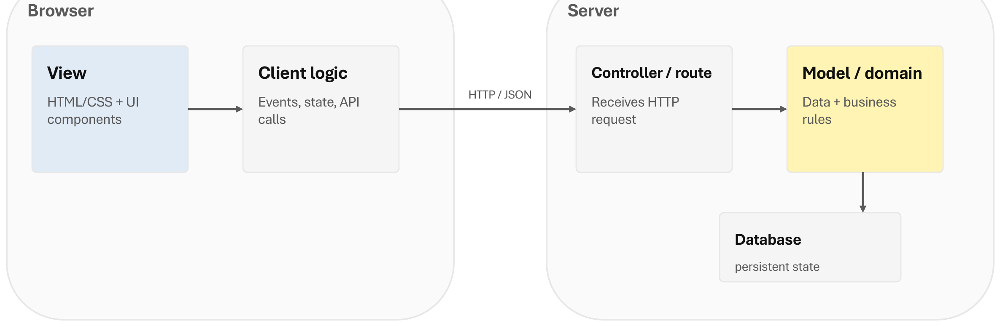 Browser
Server
View
HTML/CSS + UI
components
Client logic
Events, state, API
calls
HTTP / JSON
Controller / route
Receives HTTP
request
Model / domain
Data + business
rules
Database
persistent state